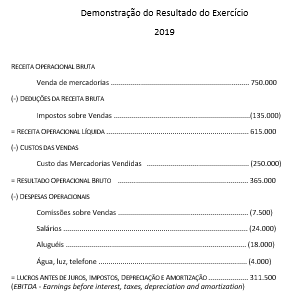 Demonstração do Resultado do Exercício
2019
RECEITA OPERACIONAL BRUTA
Venda de mercadorias ........................................................... 750.000
(-) DEDUÇÕES DA RECEITA BRUTA
Impostos sobre Vendas ..........................................................(135.000)
= RECEITA OPERACIONAL LÍQUIDA ............................................................ 615.000
(-) CUSTOS DAS VENDAS
Custo das Mercadorias Vendidas ............................................ (250.000)
= RESULTADO OPERACIONAL BRUTO ........................................................ 365.000
(-) DESPESAS OPERACIONAIS
Comissões sobre Vendas ....................................................... (7.500)
Salários .............................................................................. (24.000)
Aluguéis ............................................................................. (18.000)
Água, luz, telefone .............................................................. (4.000)
= LUCROS ANTES DE JUROS, IMPOSTOS, DEPRECIAÇÃO E AMORTIZAÇÃO .................. 311.500
(EBITDA - Earnings before interest, taxes, depreciation and amortization)